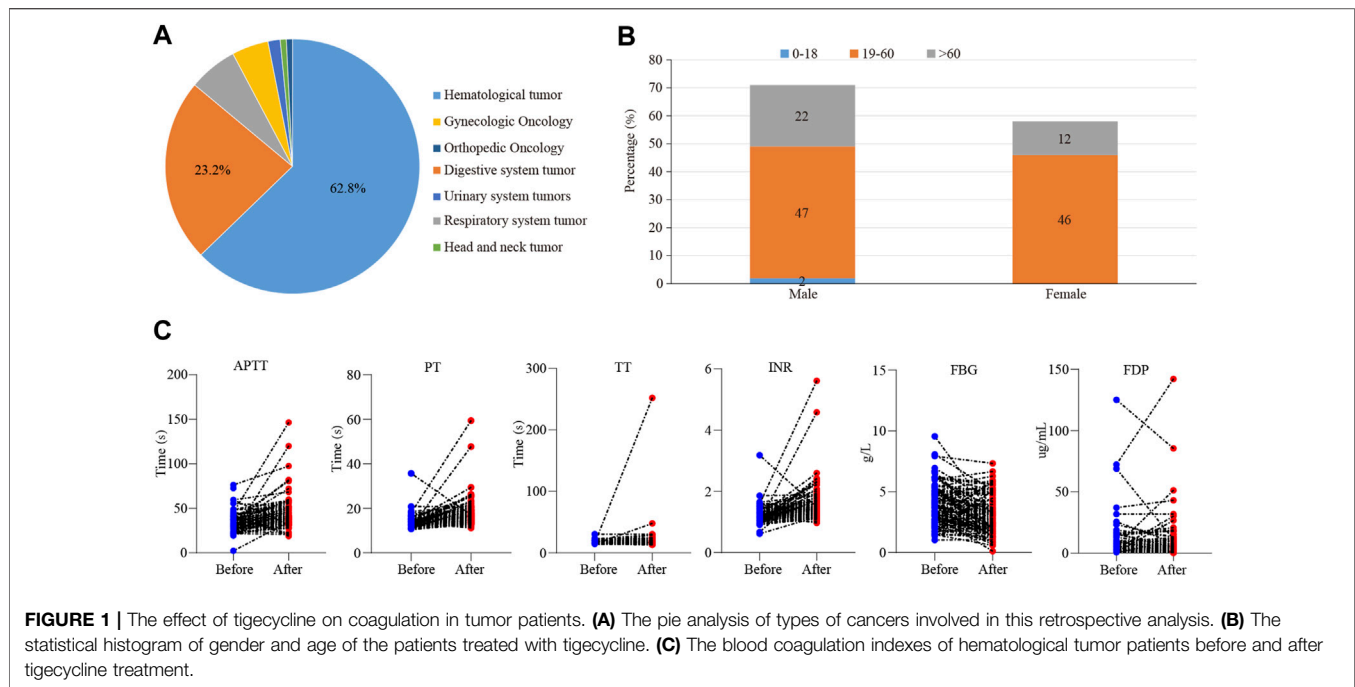 A
Hematological tumor
Gynecologic Oncology
Orthopedic Oncology
Digestive system tumor
Urinary system tumors
Respiratory system tumor
Head and neck tumor
23.2%
62.8%
B
0-18 19-60 >60
Percentage (%)
80
70
60
50
40
30
20
10
0
22
47
2
12
46
Male Female
C
APTT
Time (s)
200
150
100
50
0
Before After
PT
Time (s)
80
60
40
20
0
Before After
TT
Time (s)
300
200
100
0
Before After
INR
6
4
2
0
Before After
FBG
g/L
15
10
5
0
Before After
FDP
ug/mL
150
100
50
0
Before After
FIGURE 1 | The effect of tigecycline on coagulation in tumor patients. (A) The pie analysis of types of cancers involved in this retrospective analysis. (B) The
statistical histogram of gender and age of the patients treated with tigecycline. (C) The blood coagulation indexes of hematological tumor patients before and after
tigecycline treatment.